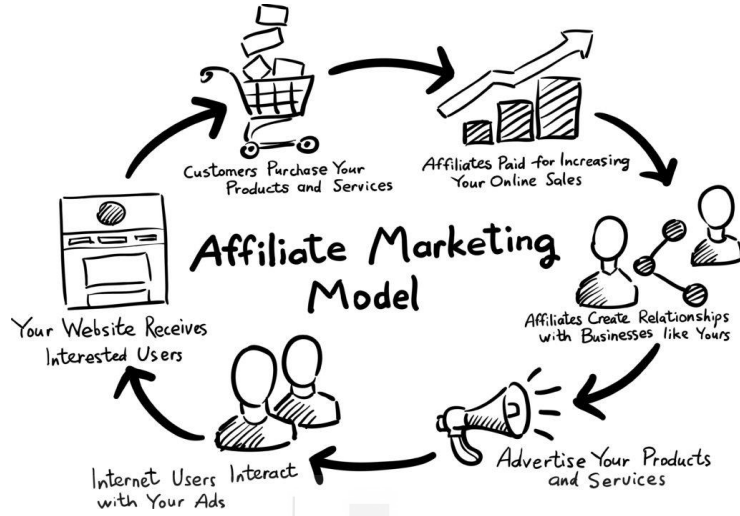 Customers Purchase Your
Products and Services
Affiliates Paid for Increasing
Your Online Sales
Affiliate Marketing
Model
Affiliates Create Relationships
with Businesses like Yours
Your Website Receives
Interested Users
Advertise Your Products
and Services
Internet Users Interact
with Your Ads